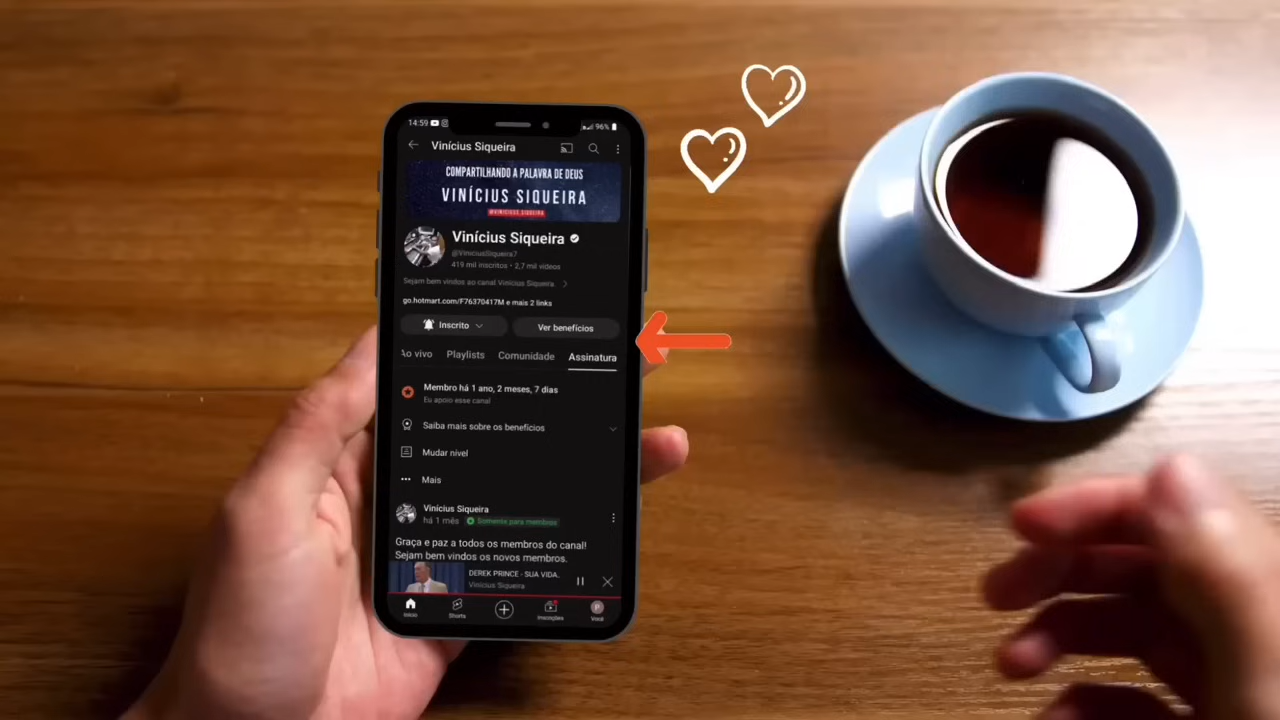 14:59
96%
Vinícius Siqueira
COMPARTILHANDO A PALAVRA DE DEUS
VINÍCIUS SIQUEIRA
@VINICIUS.SIQUEIRA
Vinícius Siqueira
@ViniciusSiqueira7
419 mil inscritos • 2,7 mil vídeos
Sejam bem vindos ao canal Vinícius Siqueira
go.hotmart.com/F76370417M e mais 2 links
Inscrito
Ver benefícios
Ao vivo Playlists Comunidade Assinatura
Membro há 1 ano, 2 meses, 7 dias
Eu apoio esse canal
Saiba mais sobre os benefícios
Mudar nível
Mais
Vinícius Siqueira
há 1 mês Somente para membros
Graça e paz a todos os membros do canal!
Sejam bem vindos os novos membros.
DEREK PRINCE - SUA VIDA.
Vinícius Siqueira
Início Shorts Inscrições P Você